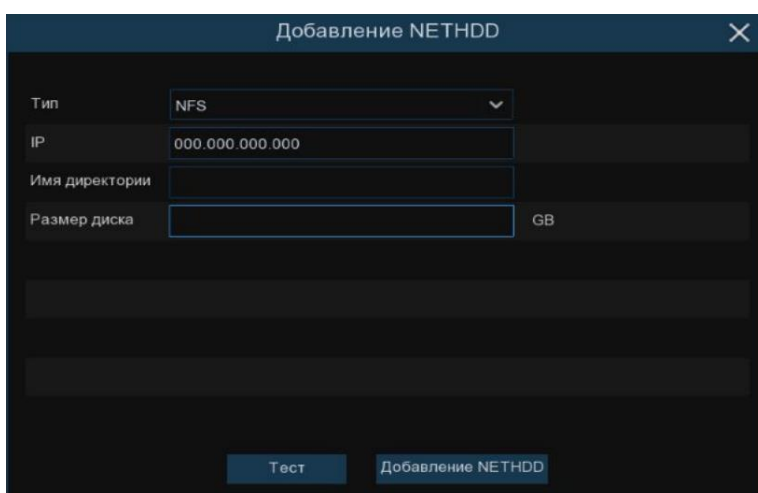 Добавление NETHDD
Тип NFS
IP 000.000.000.000
Имя директории
Размер диска GB
Тест Добавление NETHDD